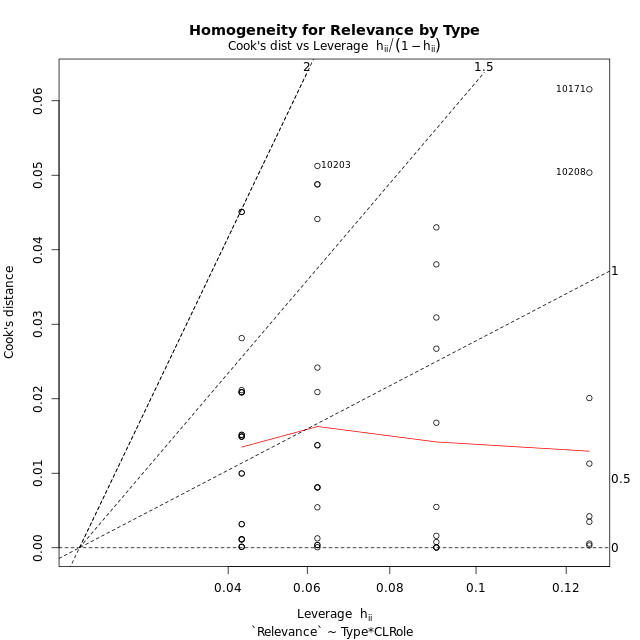 Homogeneity for Relevance by Type
Cook's dist vs Leverage hii/(1−hii)
2
1.5
10171
10203
10208
1
0.5
0
0.06
0.05
0.04
0.03
0.02
0.01
0.00
Cook's distance
0.04 0.06 0.08 0.1 0.12
Leverage hii
`Relevance` ~ Type*CLRole